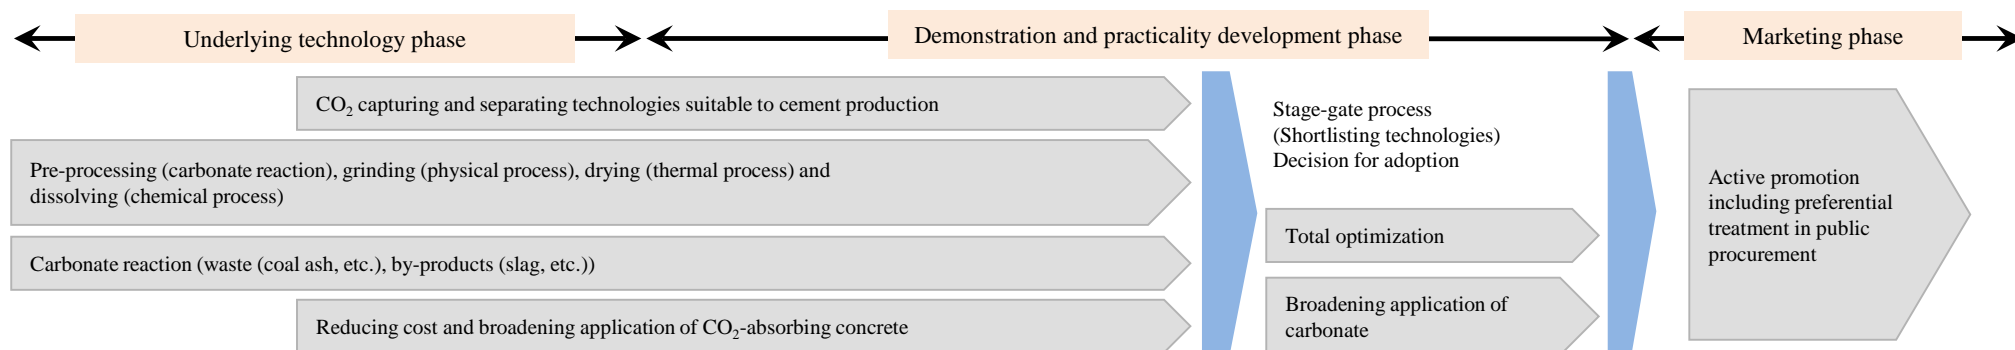 Underlying technology phase
Demonstration and practicality development phase
Marketing phase
CO₂ capturing and separating technologies suitable to cement production
Pre-processing (carbonate reaction), grinding (physical process), drying (thermal process) and
dissolving (chemical process)
Carbonate reaction (waste (coal ash, etc.), by-products (slag, etc.))
Reducing cost and broadening application of CO₂-absorbing concrete
Stage-gate process
(Shortlisting technologies)
Decision for adoption
Total optimization
Broadening application of
carbonate
Active promotion
including preferential
treatment in public
procurement